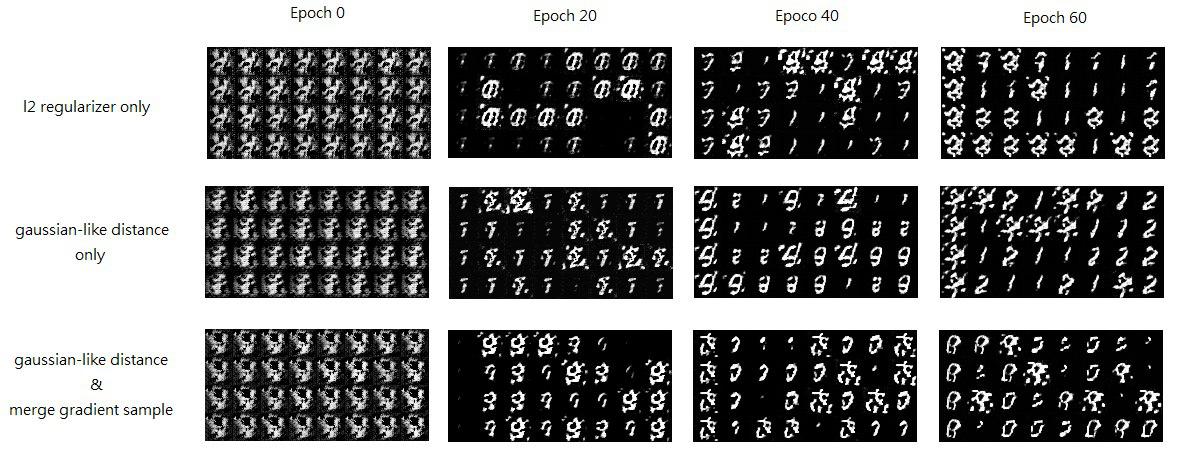 Epoch 0
Epoch 20
Epoco 40
Epoch 60
l2 regularizer only
gaussian-like distance
only
gaussian-like distance
&
merge gradient sample